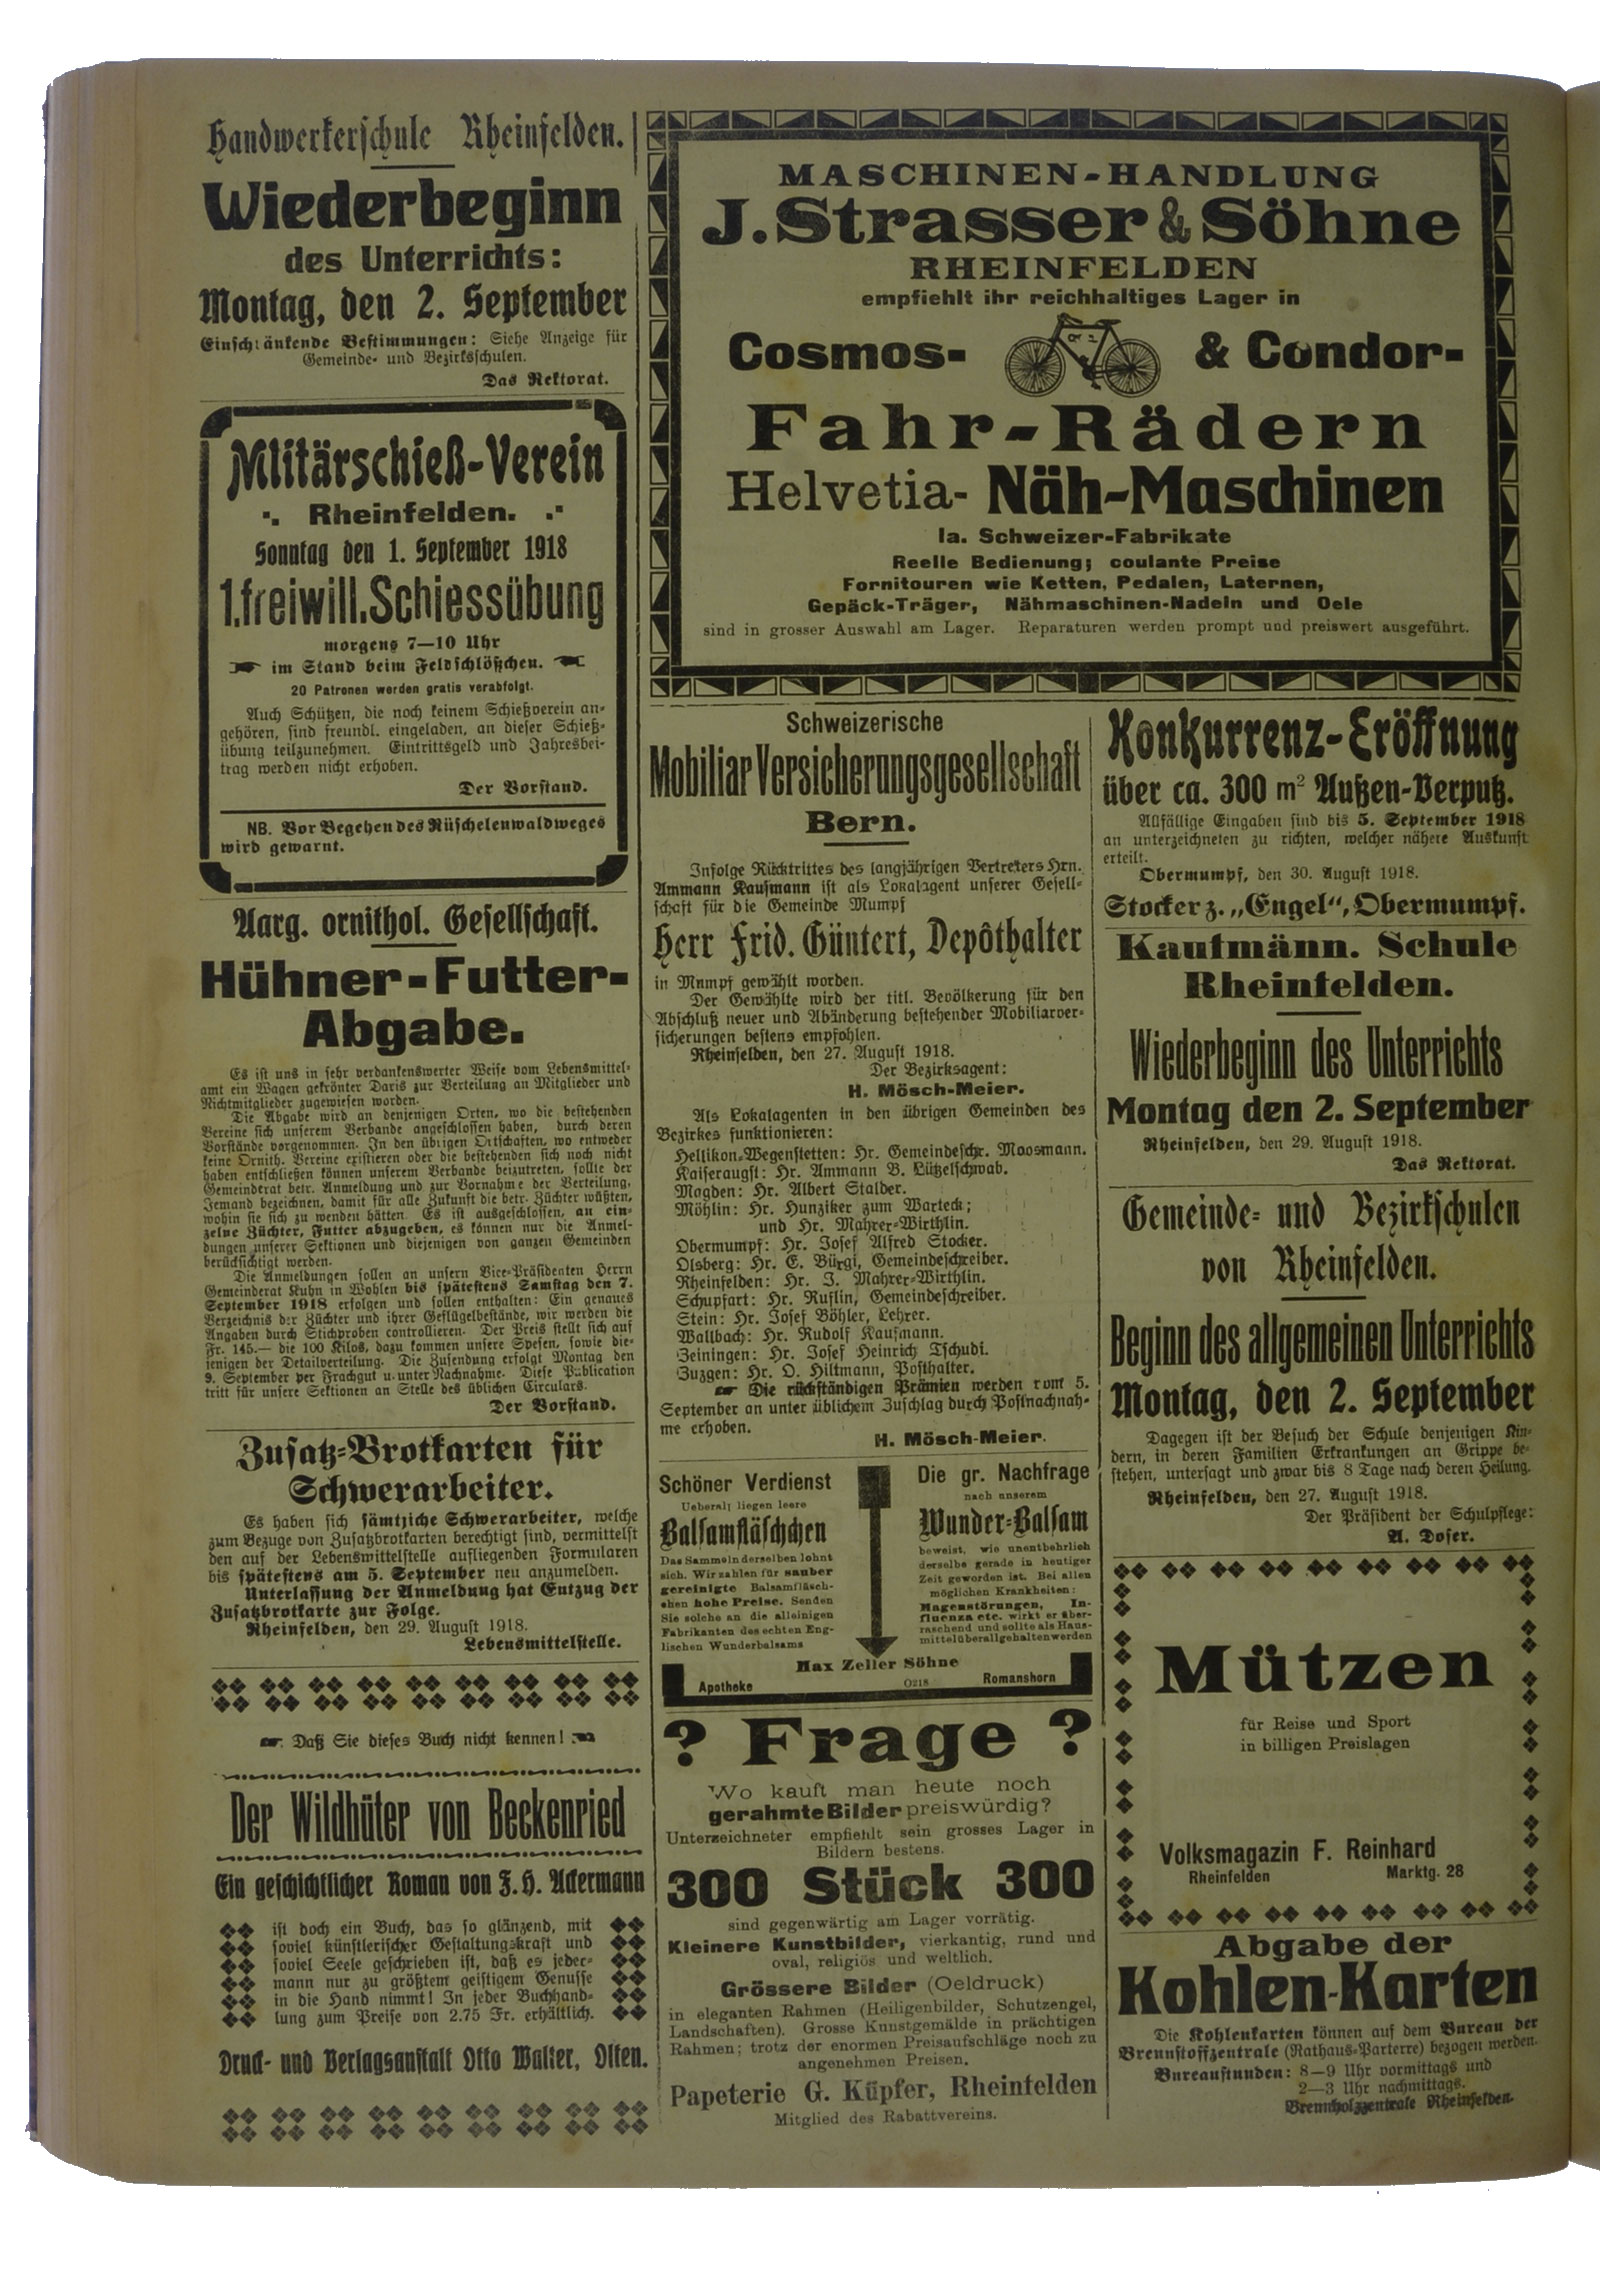 Handwerkerschule Rheinfelden.
Wiederbeginn
des Unterrichts:
Montag, den 2. September
Einschränkende Bestimmungen: Siehe Anzeige für
Gemeinde- und Bezirksschulen.
Das Rektorat.
Militärschieß-Verein
Rheinfelden.
Sonntag den 1. September 1918
1. freiwill. Schiessübung
morgens 7—10 Uhr
im Stand beim Feldschlößchen.
20 Patronen werden gratis verabfolgt.
Auch Schützen, die noch keinem Schießverein an-
gehören, sind freundl. eingeladen, an dieser Schieß-
übung teilzunehmen. Eintrittsgeld und Jahresbei-
trag werden nicht erhoben.
Der Vorstand.
NB. Vor Begehen des Rüschelenwaldweges
wird gewarnt.
Aarg. ornithol. Gesellschaft.
Hühner-Futter-
Abgabe.
Es ist uns in sehr verdankenswerter Weise vom Lebensmittel-
amt ein Wagen gekrönter Daris zur Verteilung an Mitglieder und
Nichtmitglieder zugewiesen worden.
Die Abgabe wird an denjenigen Orten, wo die bestehenden
Vereine sich unserem Verbande angeschlossen haben, durch deren
Vorstände vorgenommen. In den übrigen Ortschaften, wo entweder
keine Ornith. Vereine existieren oder die bestehenden sich noch nicht
haben entschließen können unserem Verbande beizutreten, sollte der
Gemeinderat betr. Anmeldung und zur Vornahme der Verteilung,
Jemand bezeichnen, damit für alle Zukunft die betr. Züchter wüßten,
wohin sie sich zu wenden hätten. Es ist ausgeschlossen, an ein-
zelne Züchter, Futter abzugeben, es können nur die Anmel-
dungen unserer Sektionen und diejenigen von ganzen Gemeinden
berücksichtigt werden.
Die Anmeldungen sollen an unsern Vice-Präsidenten Herrn
Gemeinderat Kuhn in Wohlen bis spätestens Samstag den 7.
September 1918 erfolgen und sollen enthalten: Ein genaues
Verzeichnis der Züchter und ihrer Geflügelbestände, wir werden die
Angaben durch Stichproben controllieren. Der Preis stellt sich auf
Fr. 145.— die 100 Kilos, dazu kommen unsere Spesen, sowie die-
jenigen der Detailverteilung. Die Zusendung erfolgt Montag den
9. September per Frachtgut u. unter Nachnahme. Diese Publication
tritt für unsere Sektionen an Stelle des üblichen Circulars.
Der Vorstand.
Zusatz-Brotkarten für
Schwerarbeiter.
Es haben sich sämtliche Schwerarbeiter, welche
zum Bezuge von Zusatzbrotkarten berechtigt sind, vermittelst
den auf der Lebensmittelstelle aufliegenden Formularen
bis spätestens am 5. September neu anzumelden.
Unterlassung der Anmeldung hat Entzug der
Zusatzbrotkarte zur Folge.
Rheinfelden, den 29. August 1918.
Lebensmittelstelle.
Daß Sie dieses Buch nicht kennen!
Der Wildhüter von Beckenried
Ein geschichtlicher Roman von F. H. Achermann
ist doch ein Buch, das so glänzend, mit
soviel künstlerischer Gestaltungskraft und
soviel Seele geschrieben ist, daß es jeder-
mann nur zu größtem geistigem Genusse
in die Hand nimmt! In jeder Buchhand-
lung zum Preise von 2.75 Fr. erhältlich.
Druck- und Verlagsanstalt Otto Walter, Olten.
MASCHINEN-HANDLUNG
J. Strasser & Söhne
RHEINFELDEN
empfiehlt ihr reichhaltiges Lager in
Cosmos- & Condor-
Fahr-Rädern
Helvetia- Näh-Maschinen
Ia. Schweizer-Fabrikate
Reelle Bedienung; coulante Preise
Fornitouren wie Ketten, Pedalen, Laternen,
Gepäck-Träger, Nähmaschinen-Nadeln und Oele
sind in grosser Auswahl am Lager. Reparaturen werden prompt und preiswert ausgeführt.
Schweizerische
Mobiliar Versicherungsgesellschaft
Bern.
Infolge Rücktrittes des langjährigen Vertreters Hrn.
Ammann Kaufmann ist als Lokalagent unserer Gesell-
schaft für die Gemeinde Mumpf
Herr Frid. Güntert, Depôthalter
in Mumpf gewählt worden.
Der Gewählte wird der titl. Bevölkerung für den
Abschluß neuer und Abänderung bestehender Mobiliarver-
sicherungen bestens empfohlen.
Rheinfelden, den 27. August 1918.
Der Bezirksagent:
H. Mösch-Meier.
Als Lokalagenten in den übrigen Gemeinden des
Bezirkes funktionieren:
Hellikon-Wegenstetten: Hr. Gemeindeschr. Moosmann.
Kaiseraugst: Hr. Ammann B. Lützelschwab.
Magden: Hr. Albert Stalder.
Möhlin: Hr. Hunziker zum Warteck;
und Hr. Mahrer-Wirthlin.
Obermumpf: Hr. Josef Alfred Stocker.
Olsberg: Hr. E. Bürgi, Gemeindeschreiber.
Rheinfelden: Hr. J. Mahrer-Wirthlin.
Schupfart: Hr. Ruflin, Gemeindeschreiber.
Stein: Hr. Josef Böhler, Lehrer.
Wallbach: Hr. Rudolf Kaufmann.
Zeiningen: Hr. Josef Heinrich Tschudi.
Zuzgen: Hr. O. Hiltmann, Posthalter.
Die rückständigen Prämien werden vom 5.
September an unter üblichem Zuschlag durch Postnachnah-
me erhoben.
H. Mösch-Meier.
Schöner Verdienst
Ueberall liegen leere
Balsamfläschchen
Das Sammeln derselben lohnt
sich. Wir zahlen für sauber
gereinigte Balsamfläsch-
chen hohe Preise. Senden
Sie solche an die alleinigen
Fabrikanten des echten Eng-
lischen Wunderbalsams
Die gr. Nachfrage
nach unserem
Wunder-Balsam
beweist, wie unentbehrlich
derselbe gerade in heutiger
Zeit geworden ist. Bei allen
möglichen Krankheiten:
Magenstörungen, In-
fluenza etc. wirkt er über-
raschend und sollte als Haus-
mittel überall gehalten werden
Max Zeller Söhne
Apotheke O218 Romanshorn
? Frage ?
Wo kauft man heute noch
gerahmte Bilder preiswürdig?
Unterzeichneter empfiehlt sein grosses Lager in
Bildern bestens.
300 Stück 300
sind gegenwärtig am Lager vorrätig.
Kleinere Kunstbilder, vierkantig, rund und
oval, religiös und weltlich.
Grössere Bilder (Oeldruck)
in eleganten Rahmen (Heiligenbilder, Schutzengel,
Landschaften). Grosse Kunstgemälde in prächtigen
Rahmen; trotz der enormen Preisaufschläge noch zu
angenehmen Preisen.
Papeterie G. Küpfer, Rheinfelden
Mitglied des Rabattvereins.
Konkurrenz-Eröffnung
über ca. 300 m² Außen-Verputz.
Allfällige Eingaben sind bis 5. September 1918
an unterzeichneten zu richten, welcher nähere Auskunft
erteilt.
Obermumpf, den 30. August 1918.
Stocker z. „Engel“, Obermumpf.
Kaufmänn. Schule
Rheinfelden.
Wiederbeginn des Unterrichts
Montag den 2. September
Rheinfelden, den 29. August 1918.
Das Rektorat.
Gemeinde- und Bezirkschulen
von Rheinfelden.
Beginn des allgemeinen Unterrichts
Montag, den 2. September
Dagegen ist der Besuch der Schule denjenigen Kin-
dern, in deren Familien Erkrankungen an Grippe be-
stehen, untersagt und zwar bis 8 Tage nach deren Heilung.
Rheinfelden, den 27. August 1918.
Der Präsident der Schulpflege:
A. Doser.
Mützen
für Reise und Sport
in billigen Preislagen
Volksmagazin F. Reinhard
Rheinfelden Marktg. 28
Abgabe der
Kohlen-Karten
Die Kohlenkarten können auf dem Bureau der
Brennstoffzentrale (Rathaus-Parterre) bezogen werden.
Bureaustunden: 8—9 Uhr vormittags und
2—3 Uhr nachmittags.
Brennholzzentrale Rheinfelden.